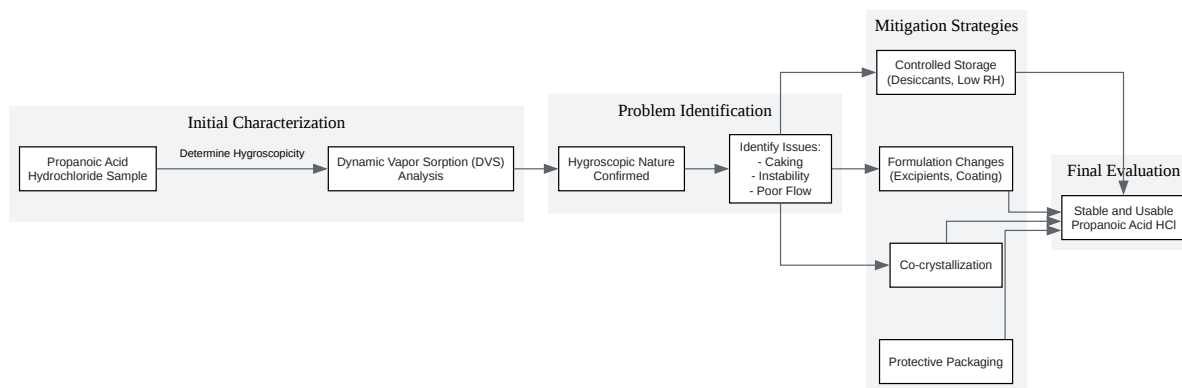 Initial Characterization
Propanoic Acid
Hydrochloride Sample
Determine Hygroscopicity
Dynamic Vapor Sorption (DVS)
Analysis
Problem Identification
Hygroscopic Nature
Confirmed
Identify Issues:
- Caking
- Instability
- Poor Flow
Mitigation Strategies
Controlled Storage
(Desiccants, Low RH)
Formulation Changes
(Excipients, Coating)
Co-crystallization
Protective Packaging
Final Evaluation
Stable and Usable
Propanoic Acid HCl